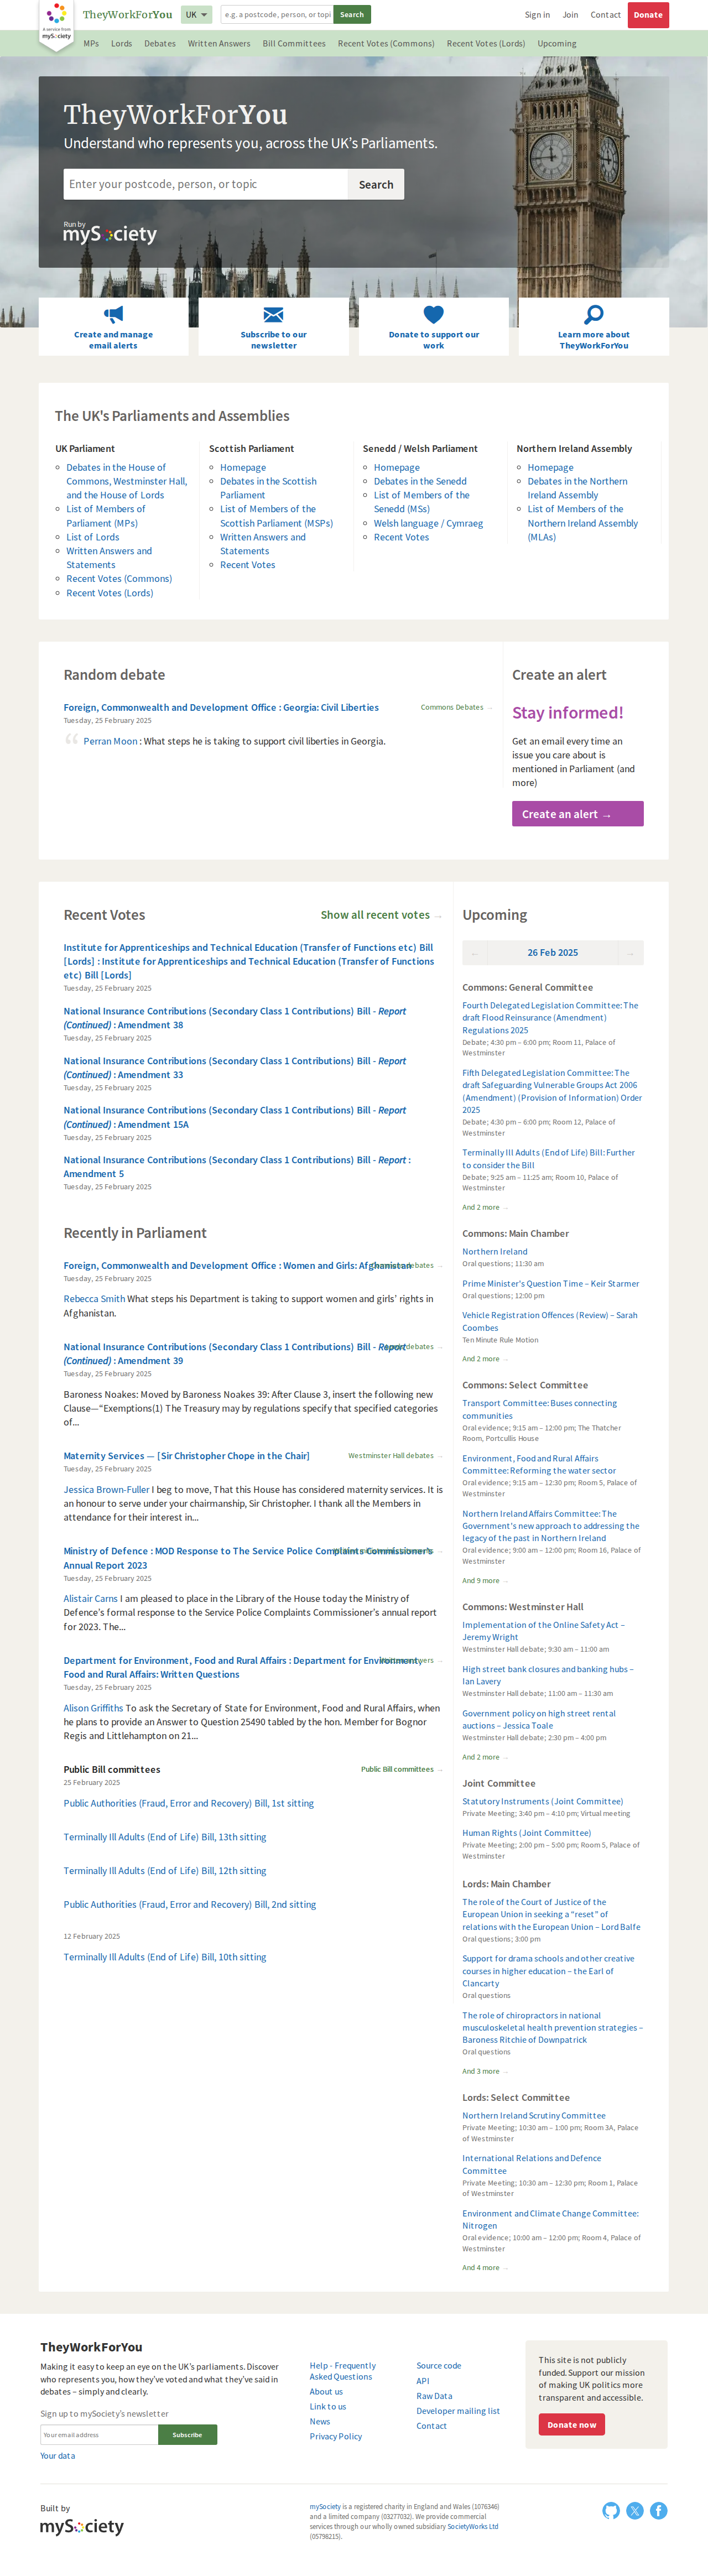 A service from
mySociety
TheyWorkForYou
UK
e.g. a postcode, person, or topi
Search
Sign in
Join
Contact
Donate
MPs
Lords
Debates
Written Answers
Bill Committees
Recent Votes (Commons)
Recent Votes (Lords)
Upcoming
TheyWorkForYou
Understand who represents you, across the UK’s Parliaments.
Enter your postcode, person, or topic
Search
Run by
mySociety
Create and manage
email alerts
Subscribe to our
newsletter
Donate to support our
work
Learn more about
TheyWorkForYou
The UK's Parliaments and Assemblies
UK Parliament
Debates in the House of
Commons, Westminster Hall,
and the House of Lords
List of Members of
Parliament (MPs)
List of Lords
Written Answers and
Statements
Recent Votes (Commons)
Recent Votes (Lords)
Scottish Parliament
Homepage
Debates in the Scottish
Parliament
List of Members of the
Scottish Parliament (MSPs)
Written Answers and
Statements
Recent Votes
Senedd / Welsh Parliament
Homepage
Debates in the Senedd
List of Members of the
Senedd (MSs)
Welsh language / Cymraeg
Recent Votes
Northern Ireland Assembly
Homepage
Debates in the Northern
Ireland Assembly
List of Members of the
Northern Ireland Assembly
(MLAs)
Random debate
Foreign, Commonwealth and Development Office : Georgia: Civil Liberties
Commons Debates →
Tuesday, 25 February 2025
“ Perran Moon : What steps he is taking to support civil liberties in Georgia.
Create an alert
Stay informed!
Get an email every time an
issue you care about is
mentioned in Parliament (and
more)
Create an alert →
Recent Votes
Show all recent votes →
Institute for Apprenticeships and Technical Education (Transfer of Functions etc) Bill
[Lords] : Institute for Apprenticeships and Technical Education (Transfer of Functions
etc) Bill [Lords]
Tuesday, 25 February 2025
National Insurance Contributions (Secondary Class 1 Contributions) Bill - Report
(Continued) : Amendment 38
Tuesday, 25 February 2025
National Insurance Contributions (Secondary Class 1 Contributions) Bill - Report
(Continued) : Amendment 33
Tuesday, 25 February 2025
National Insurance Contributions (Secondary Class 1 Contributions) Bill - Report
(Continued) : Amendment 15A
Tuesday, 25 February 2025
National Insurance Contributions (Secondary Class 1 Contributions) Bill - Report :
Amendment 5
Tuesday, 25 February 2025
Recently in Parliament
Foreign, Commonwealth and Development Office : Women and Girls: Afghanistan
debates →
Tuesday, 25 February 2025
Rebecca Smith What steps his Department is taking to support women and girls’ rights in
Afghanistan.
National Insurance Contributions (Secondary Class 1 Contributions) Bill - Report
debates →
(Continued) : Amendment 39
Tuesday, 25 February 2025
Baroness Noakes: Moved by Baroness Noakes 39: After Clause 3, insert the following new
Clause—“Exemptions(1) The Treasury may by regulations specify that specified categories
of...
Maternity Services — [Sir Christopher Chope in the Chair]
Westminster Hall debates →
Tuesday, 25 February 2025
Jessica Brown-Fuller I beg to move, That this House has considered maternity services. It is
an honour to serve under your chairmanship, Sir Christopher. I thank all the Members in
attendance for their interest in...
Ministry of Defence : MOD Response to The Service Police Complaints Commissioner's
Annual Report 2023
Tuesday, 25 February 2025
Alistair Carns I am pleased to place in the Library of the House today the Ministry of
Defence’s formal response to the Service Police Complaints Commissioner’s annual report
for 2023. The...
Department for Environment, Food and Rural Affairs : Department for Environment,
Food and Rural Affairs: Written Questions
Tuesday, 25 February 2025
Alison Griffiths To ask the Secretary of State for Environment, Food and Rural Affairs, when
he plans to provide an Answer to Question 25490 tabled by the hon. Member for Bognor
Regis and Littlehampton on 21...
Public Bill committees
Public Bill committees →
25 February 2025
Public Authorities (Fraud, Error and Recovery) Bill, 1st sitting
Terminally Ill Adults (End of Life) Bill, 13th sitting
Terminally Ill Adults (End of Life) Bill, 12th sitting
Public Authorities (Fraud, Error and Recovery) Bill, 2nd sitting
12 February 2025
Terminally Ill Adults (End of Life) Bill, 10th sitting
Upcoming
← 26 Feb 2025 →
Commons: General Committee
Fourth Delegated Legislation Committee: The
draft Flood Reinsurance (Amendment)
Regulations 2025
Debate; 4:30 pm – 6:00 pm; Room 11, Palace of
Westminster
Fifth Delegated Legislation Committee: The
draft Safeguarding Vulnerable Groups Act 2006
(Amendment) (Provision of Information) Order
2025
Debate; 4:30 pm – 6:00 pm; Room 12, Palace of
Westminster
Terminally Ill Adults (End of Life) Bill: Further
to consider the Bill
Debate; 9:25 am – 11:25 am; Room 10, Palace of
Westminster
And 2 more →
Commons: Main Chamber
Northern Ireland
Oral questions; 11:30 am
Prime Minister's Question Time – Keir Starmer
Oral questions; 12:00 pm
Vehicle Registration Offences (Review) – Sarah
Coombes
Ten Minute Rule Motion
And 2 more →
Commons: Select Committee
Transport Committee: Buses connecting
communities
Oral evidence; 9:15 am – 12:00 pm; The Thatcher
Room, Portcullis House
Environment, Food and Rural Affairs
Committee: Reforming the water sector
Oral evidence; 9:15 am – 12:30 pm; Room 5, Palace of
Westminster
Northern Ireland Affairs Committee: The
Government's new approach to addressing the
legacy of the past in Northern Ireland
Oral evidence; 9:00 am – 12:00 pm; Room 16, Palace of
Westminster
And 9 more →
Commons: Westminster Hall
Implementation of the Online Safety Act –
Jeremy Wright
Westminster Hall debate; 9:30 am – 11:00 am
High street bank closures and banking hubs –
Ian Lavery
Westminster Hall debate; 11:00 am – 11:30 am
Government policy on high street rental
auctions – Jessica Toale
Westminster Hall debate; 2:30 pm – 4:00 pm
And 2 more →
Joint Committee
Statutory Instruments (Joint Committee)
Private Meeting; 3:40 pm – 4:10 pm; Virtual meeting
Human Rights (Joint Committee)
Private Meeting; 2:00 pm – 5:00 pm; Room 5, Palace of
Westminster
Lords: Main Chamber
The role of the Court of Justice of the
European Union in seeking a “reset” of
relations with the European Union – Lord Balfe
Oral questions; 3:00 pm
Support for drama schools and other creative
courses in higher education – the Earl of
Clancarty
Oral questions
The role of chiropractors in national
musculoskeletal health prevention strategies –
Baroness Ritchie of Downpatrick
Oral questions
And 3 more →
Lords: Select Committee
Northern Ireland Scrutiny Committee
Private Meeting; 10:30 am – 1:00 pm; Room 3A, Palace
of Westminster
International Relations and Defence
Committee
Private Meeting; 10:30 am – 12:30 pm; Room 1, Palace
of Westminster
Environment and Climate Change Committee:
Nitrogen
Oral evidence; 10:00 am – 12:00 pm; Room 4, Palace of
Westminster
And 4 more →
TheyWorkForYou
Making it easy to keep an eye on the UK’s parliaments. Discover
who represents you, how they’ve voted and what they’ve said in
debates – simply and clearly.
Sign up to mySociety’s newsletter
Your email address
Subscribe
Your data
Help - Frequently
Asked Questions
About us
Link to us
News
Privacy Policy
Source code
API
Raw Data
Developer mailing list
Contact
This site is not publicly
funded. Support our mission
of making UK politics more
transparent and accessible.
Donate now
Built by
mySociety
mySociety is a registered charity in England and Wales (1076346)
and a limited company (03277032). We provide commercial
services through our wholly owned subsidiary SocietyWorks Ltd
(05798215).